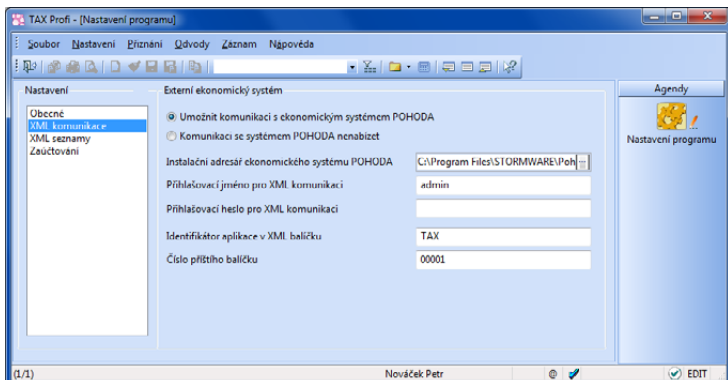 TAX Profi - [Nastavení programu]
Soubor Nastavení Přiznání Odvody Záznam Nápověda
Nastavení
Obecné
XML komunikace
XML seznamy
Zaúčtování
Externí ekonomický systém
Umožnit komunikaci s ekonomickým systémem POHODA
Komunikaci se systémem POHODA nenabízet
Instalační adresář ekonomického systému POHODA C:\Program Files\STORMWARE\Poh ...
Přihlašovací jméno pro XML komunikaci admin
Přihlašovací heslo pro XML komunikaci
Identifikátor aplikace v XML balíčku TAX
Číslo příštího balíčku 00001
Agendy
Nastavení programu
(1/1) Nováček Petr @ EDIT